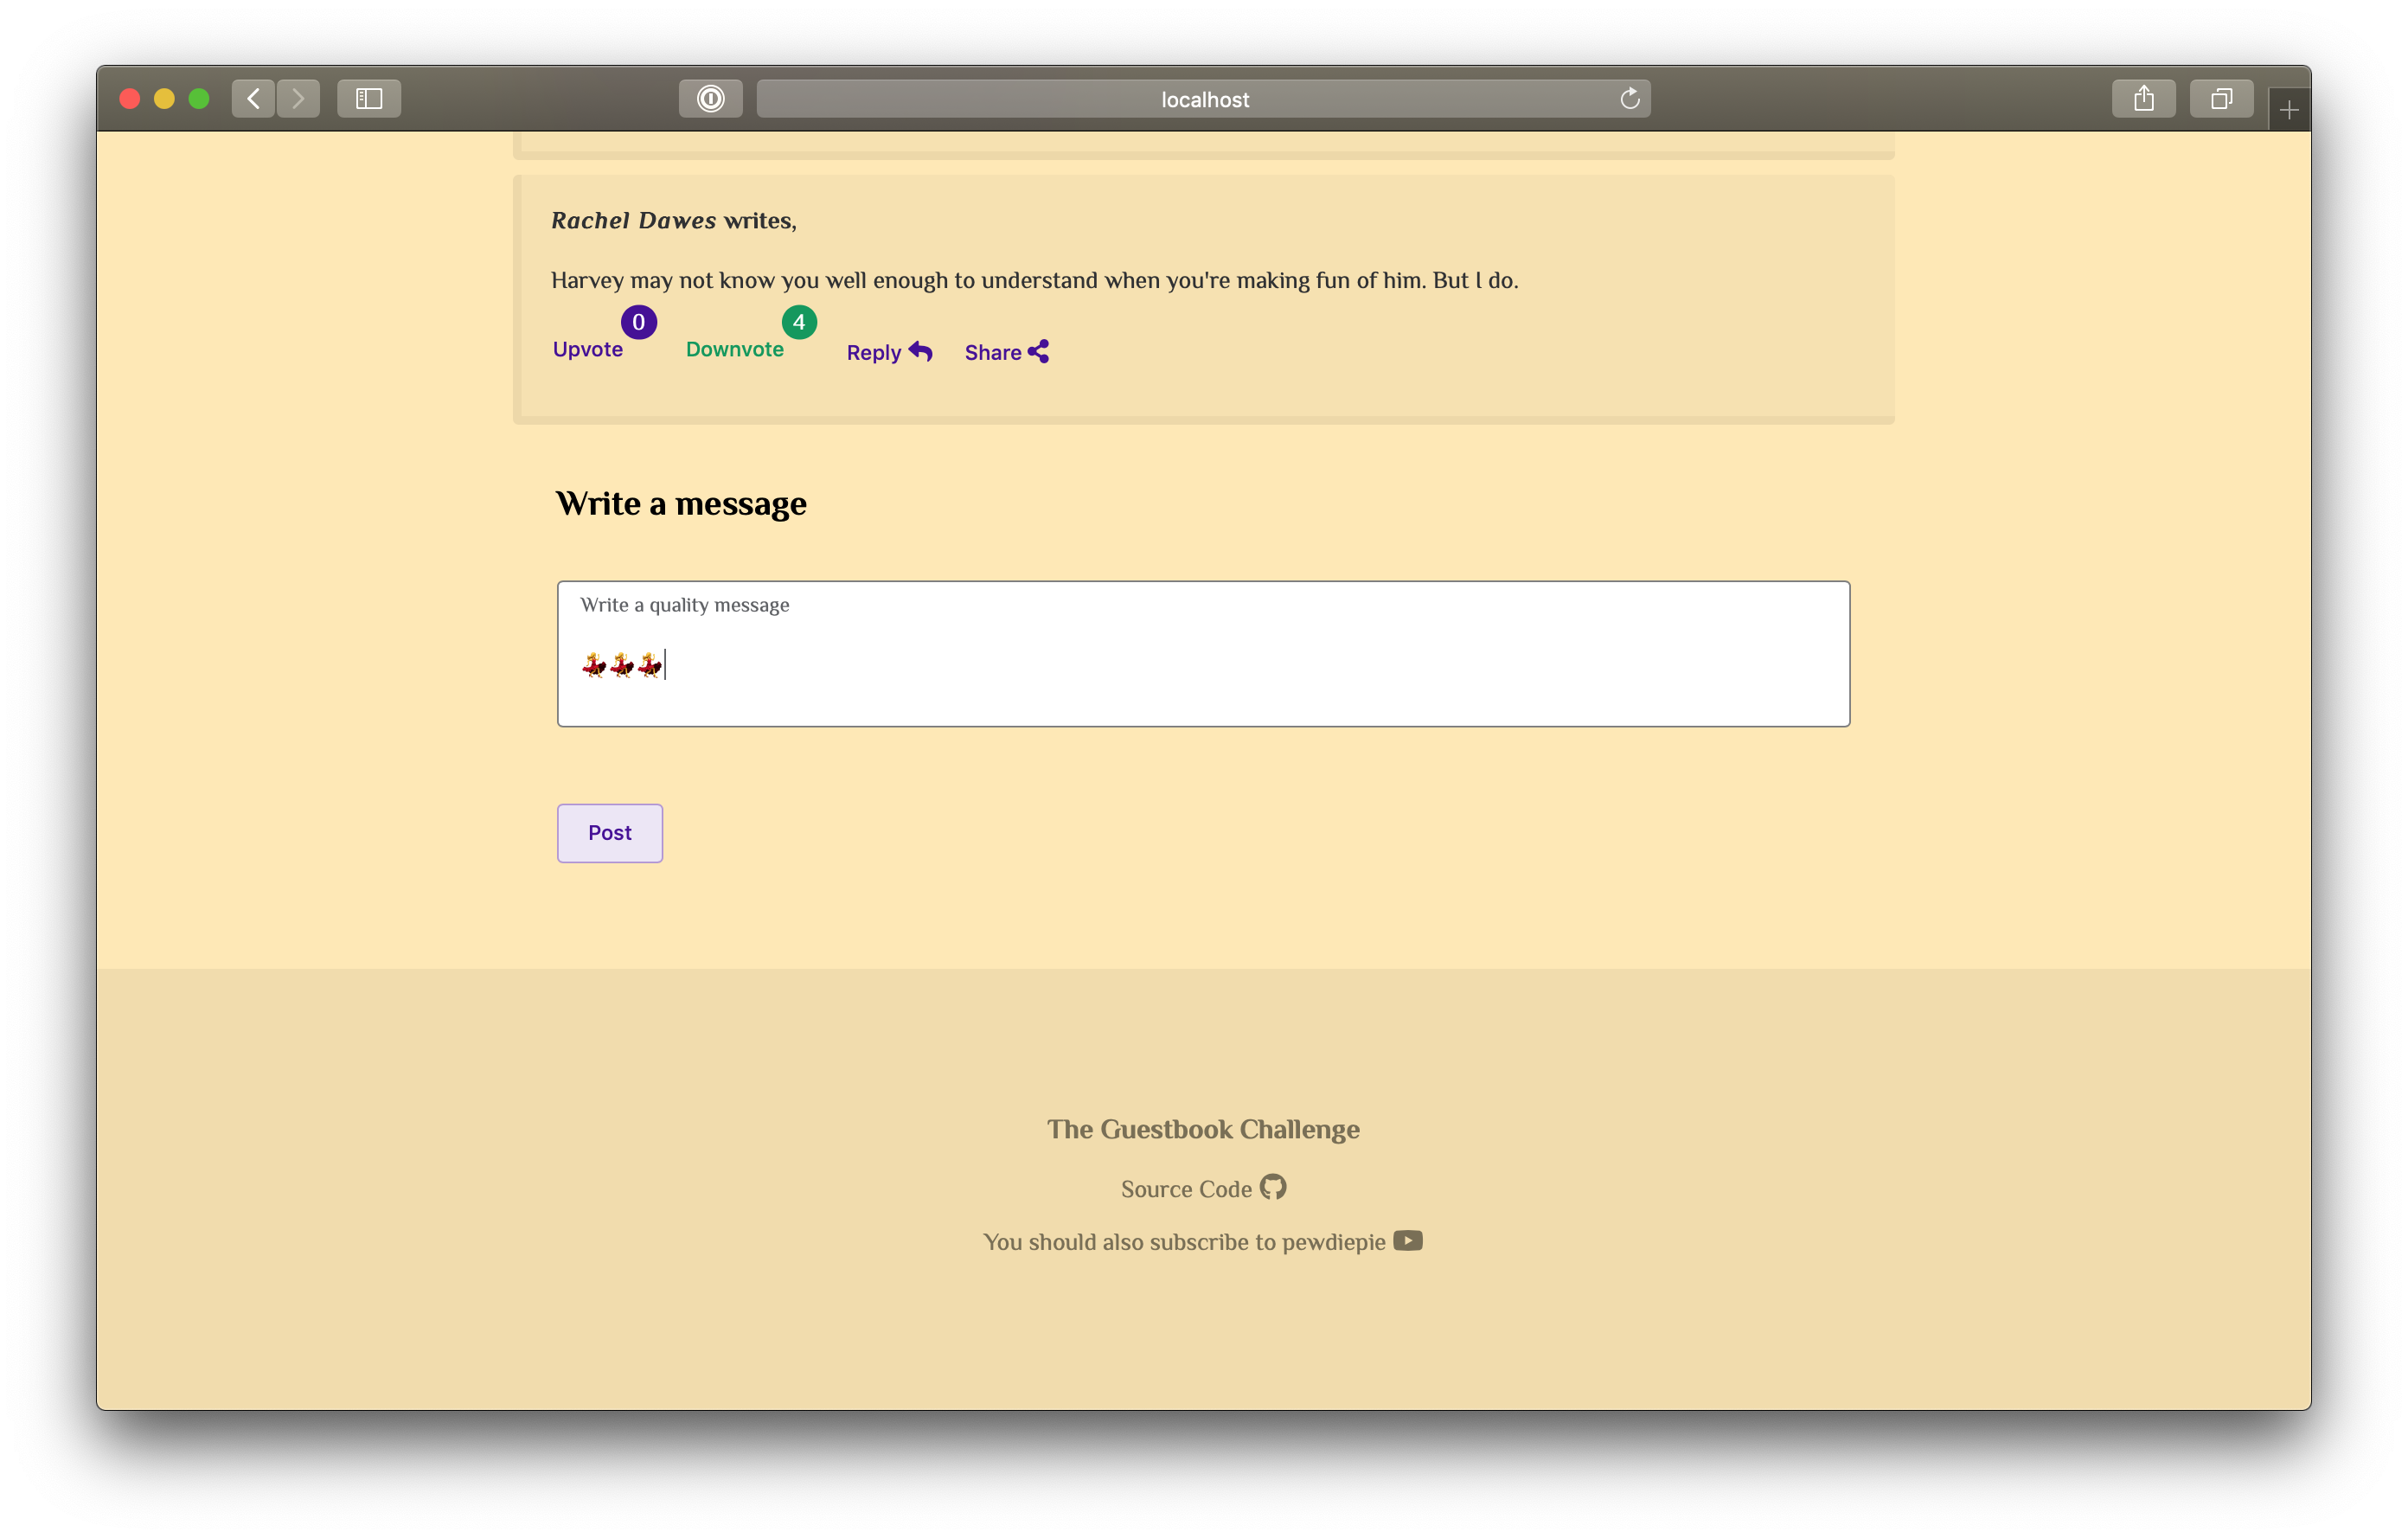 localhost
Rachel Dawes writes,
Harvey may not know you well enough to understand when you're making fun of him. But I do.
Upvote 0 Downvote 4 Reply Share
Write a message
Write a quality message
💃💃💃
Post
The Guestbook Challenge
Source Code
You should also subscribe to pewdiepie